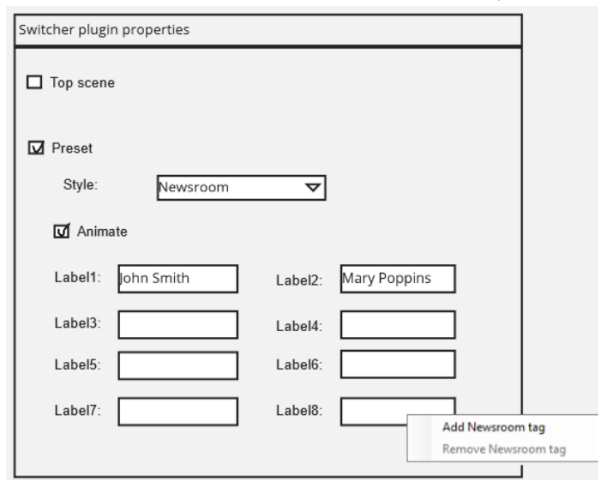 Switcher plugin properties
Top scene
Preset
Style: Newsroom
Animate
Label1: John Smith Label2: Mary Poppins
Label3: Label4:
Label5: Label6:
Label7: Label8:
Add Newsroom tag
Remove Newsroom tag